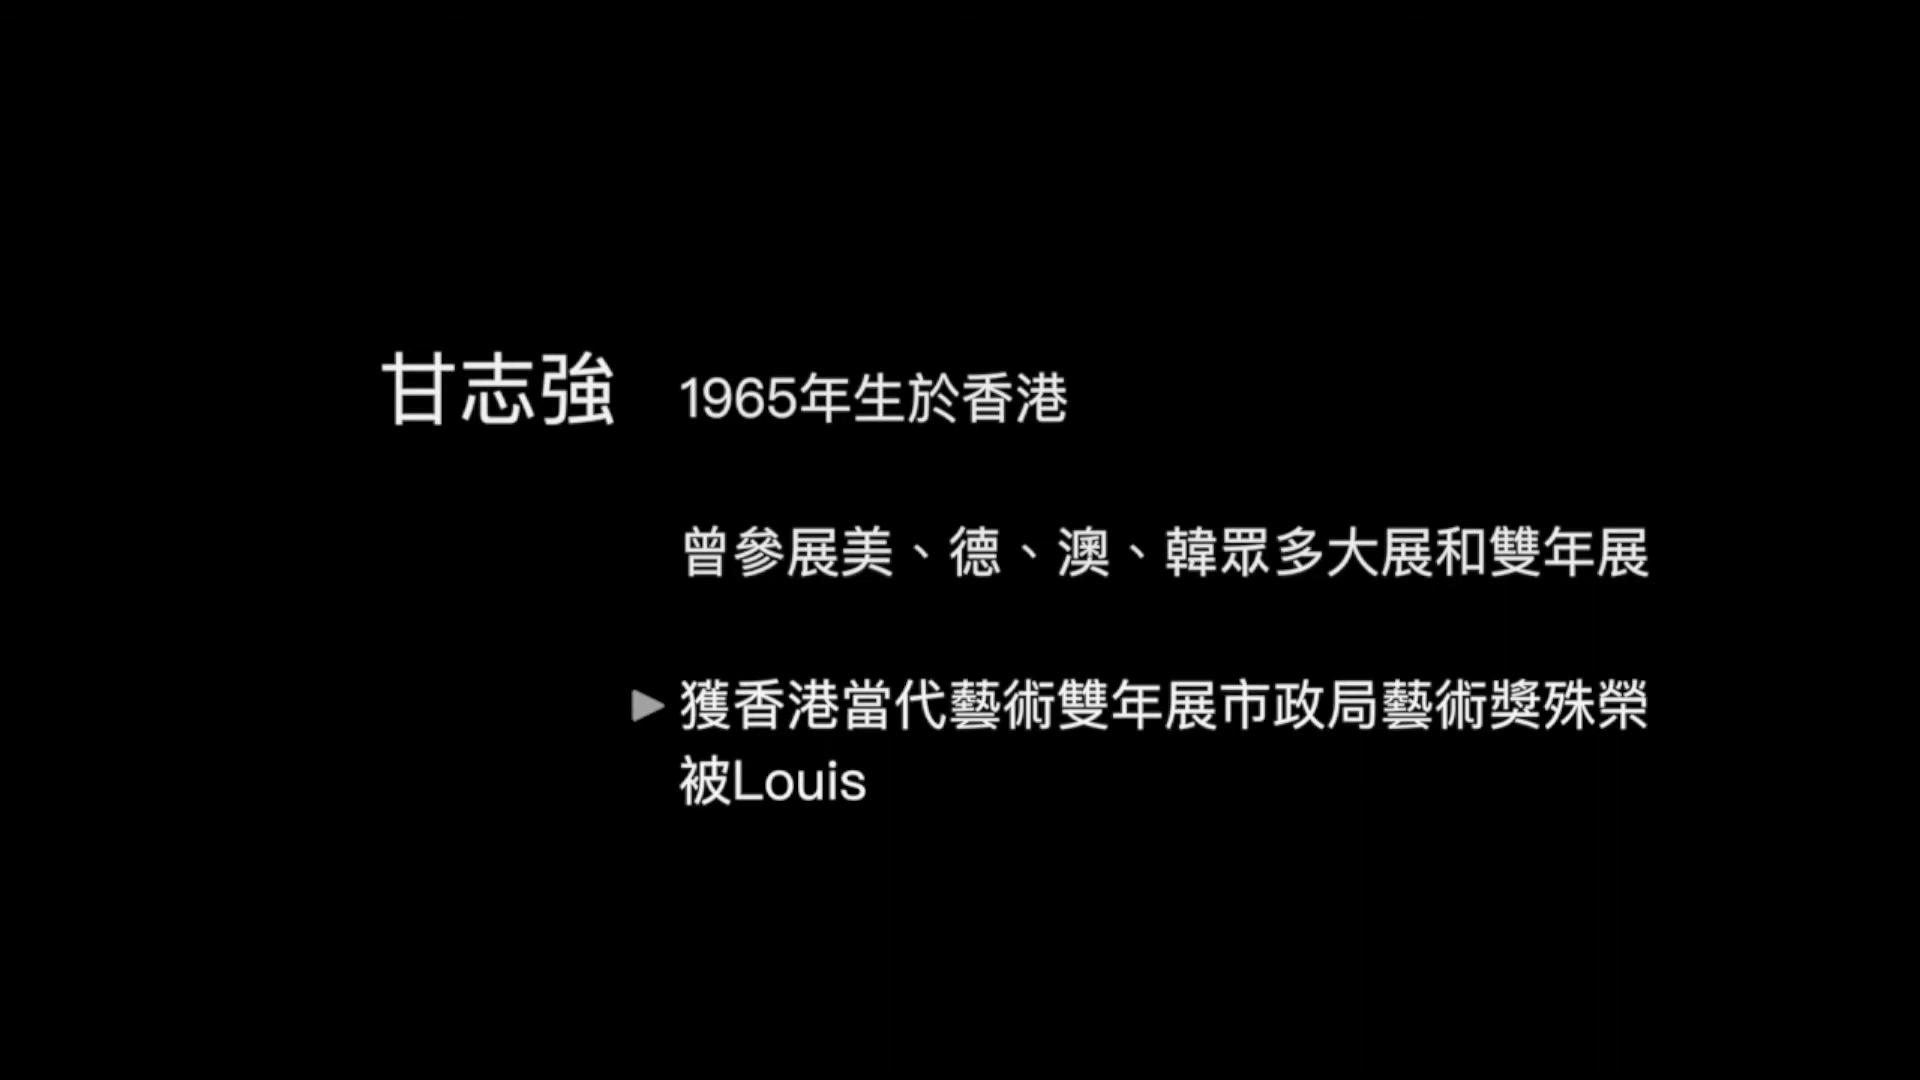 甘志強 1965年生於香港
曾參展美、德、澳、韓眾多大展和雙年展
獲香港當代藝術雙年展市政局藝術獎殊榮
被Louis